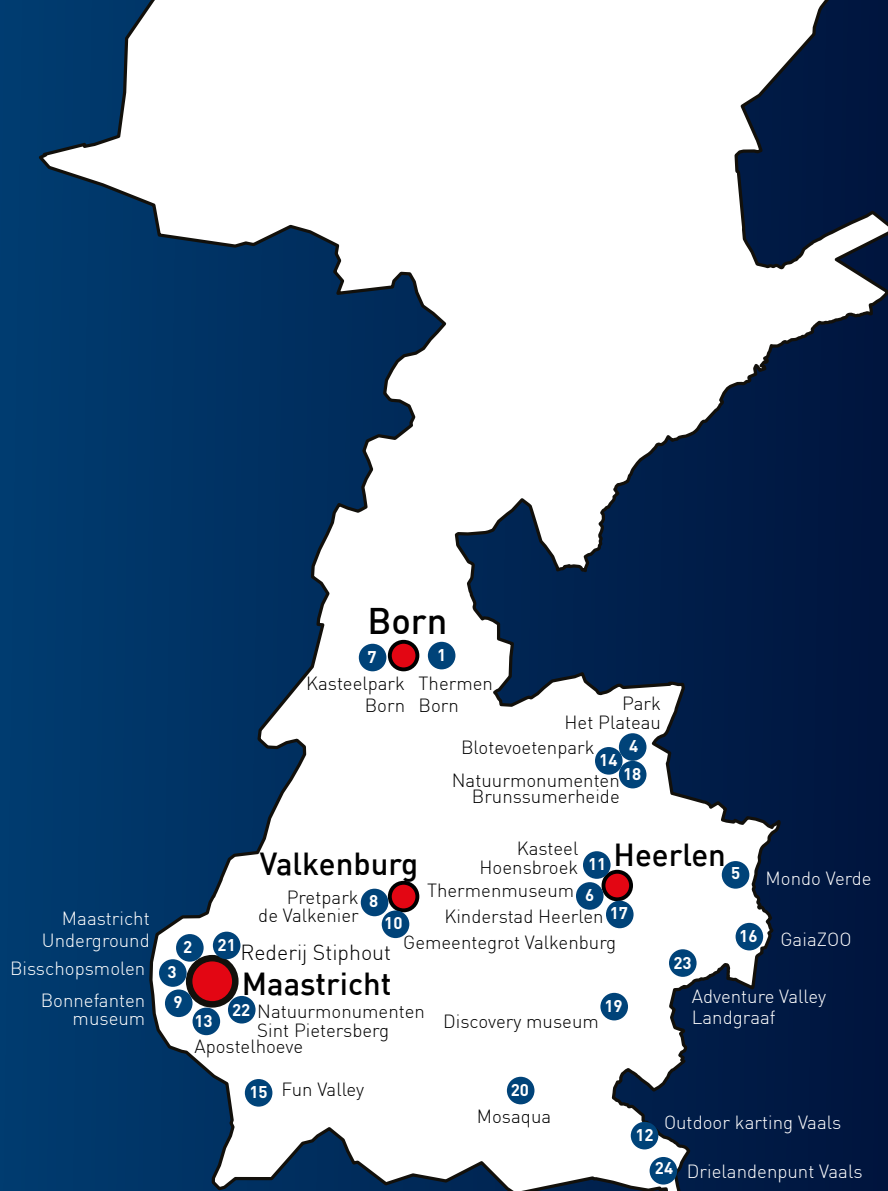 Born
7
1
Kasteelpark
Born
Thermen
Born
Park
Het Plateau
4
Blotevoetenpark
14
18
Natuurmonumenten
Brunssumerheide
Kasteel
Hoensbroek
11
Heerlen
Thermenmuseum
6
Kinderstad Heerlen
17
5
Mondo Verde
Valkenburg
Pretpark
de Valkenier
8
10
Gemeentegrot Valkenburg
16
GaiaZOO
23
Adventure Valley
Landgraaf
Maastricht
Underground
2
21
Rederij Stiphout
Bisschopsmolen
3
Maastricht
Bonnefanten
museum
9
13
Apostelhoeve
22
Natuurmonumenten
Sint Pietersberg
Discovery museum
19
15
Fun Valley
20
Mosaqua
12
Outdoor karting Vaals
24
Drielandenpunt Vaals